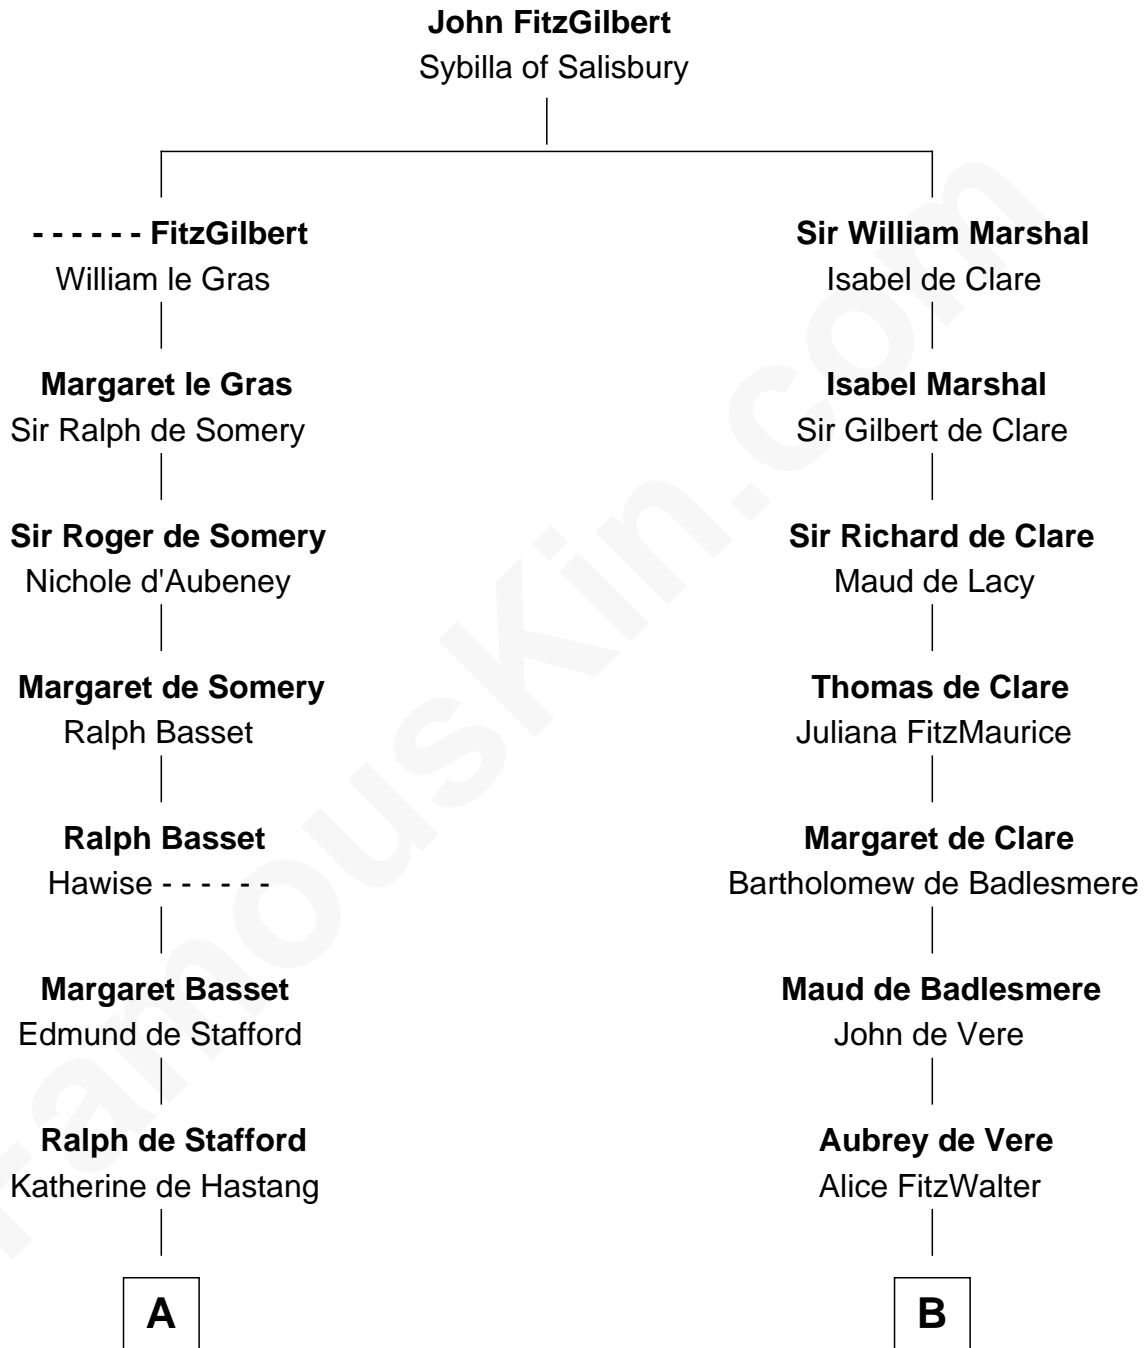 John FitzGilbert
Sybilla of Salisbury
- - - - - - FitzGilbert
William le Gras
Sir William Marshal
Isabel de Clare
Margaret le Gras
Sir Ralph de Somery
Isabel Marshal
Sir Gilbert de Clare
Sir Roger de Somery
Nichole d'Aubeney
Sir Richard de Clare
Maud de Lacy
Margaret de Somery
Ralph Basset
Thomas de Clare
Juliana FitzMaurice
Ralph Basset
Hawise - - - - - -
Margaret de Clare
Bartholomew de Badlesmere
Margaret Basset
Edmund de Stafford
Maud de Badlesmere
John de Vere
Ralph de Stafford
Katherine de Hastang
Aubrey de Vere
Alice FitzWalter
A
B
FamousKin.com